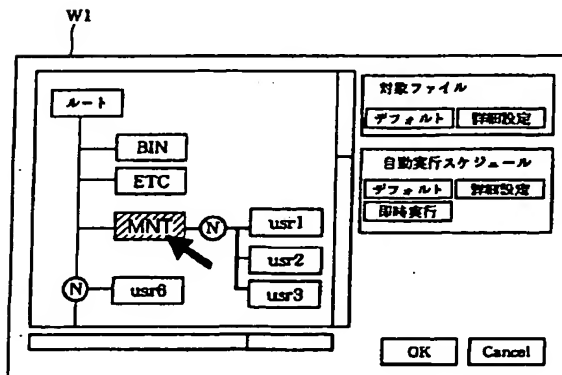 W1
ルート
BIN
ETC
MNT
N
usr1
usr2
usr3
N
usr6
対象ファイル
デフォルト 詳細設定
自動実行スケジュール
デフォルト 詳細設定
即時実行
OK Cancel